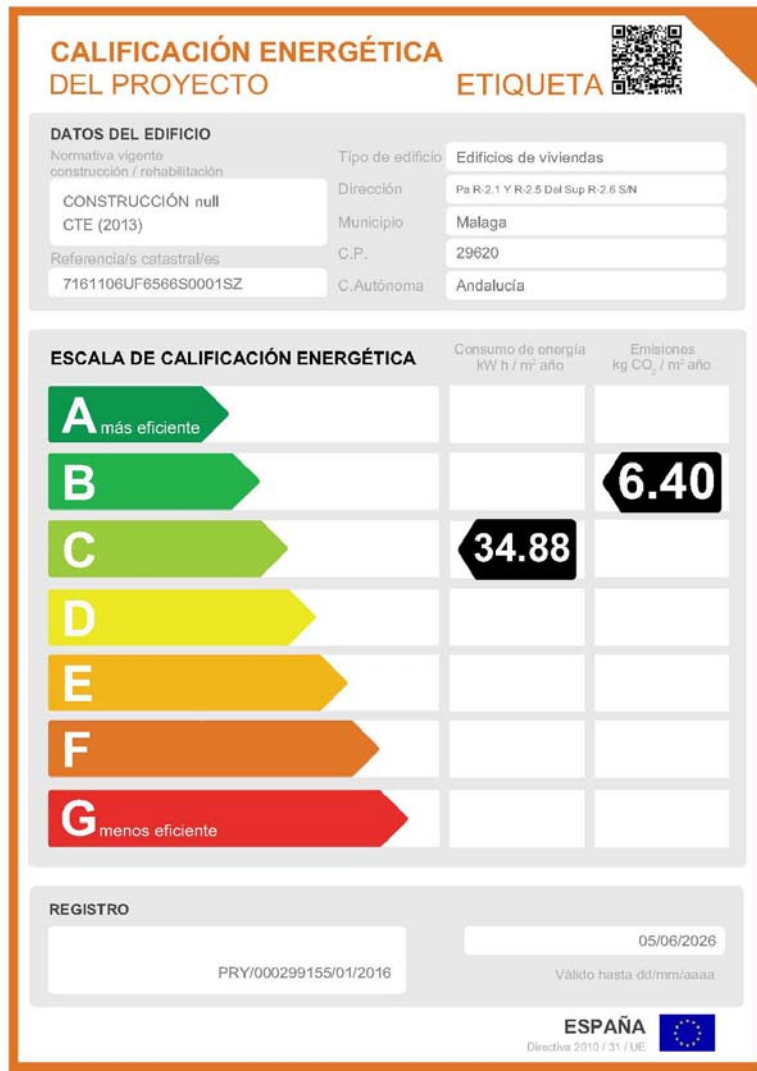 CALIFICACIÓN ENERGÉTICA
DEL PROYECTO
ETIQUETA
DATOS DEL EDIFICIO
Normativa vigente
construcción / rehabilitación
CONSTRUCCIÓN null
CTE (2013)
Referencia/s catastral/es
7161106UF6566S0001SZ
Tipo de edificio
Edificios de viviendas
Dirección
Pa R-2.1 Y R-2.5 Del Sup R-2.6 S/N
Municipio
Malaga
C.P.
29620
C.Autónoma
Andalucía
ESCALA DE CALIFICACIÓN ENERGÉTICA
Consumo de energía
kW h / m² año
Emisiones
kg CO₂ / m² año
A más eficiente
B
6.40
C
34.88
D
E
F
G menos eficiente
REGISTRO
PRY/000299155/01/2016
05/06/2026
Válido hasta dd/mm/aaaa
ESPAÑA
Directiva 2010 / 31 / UE